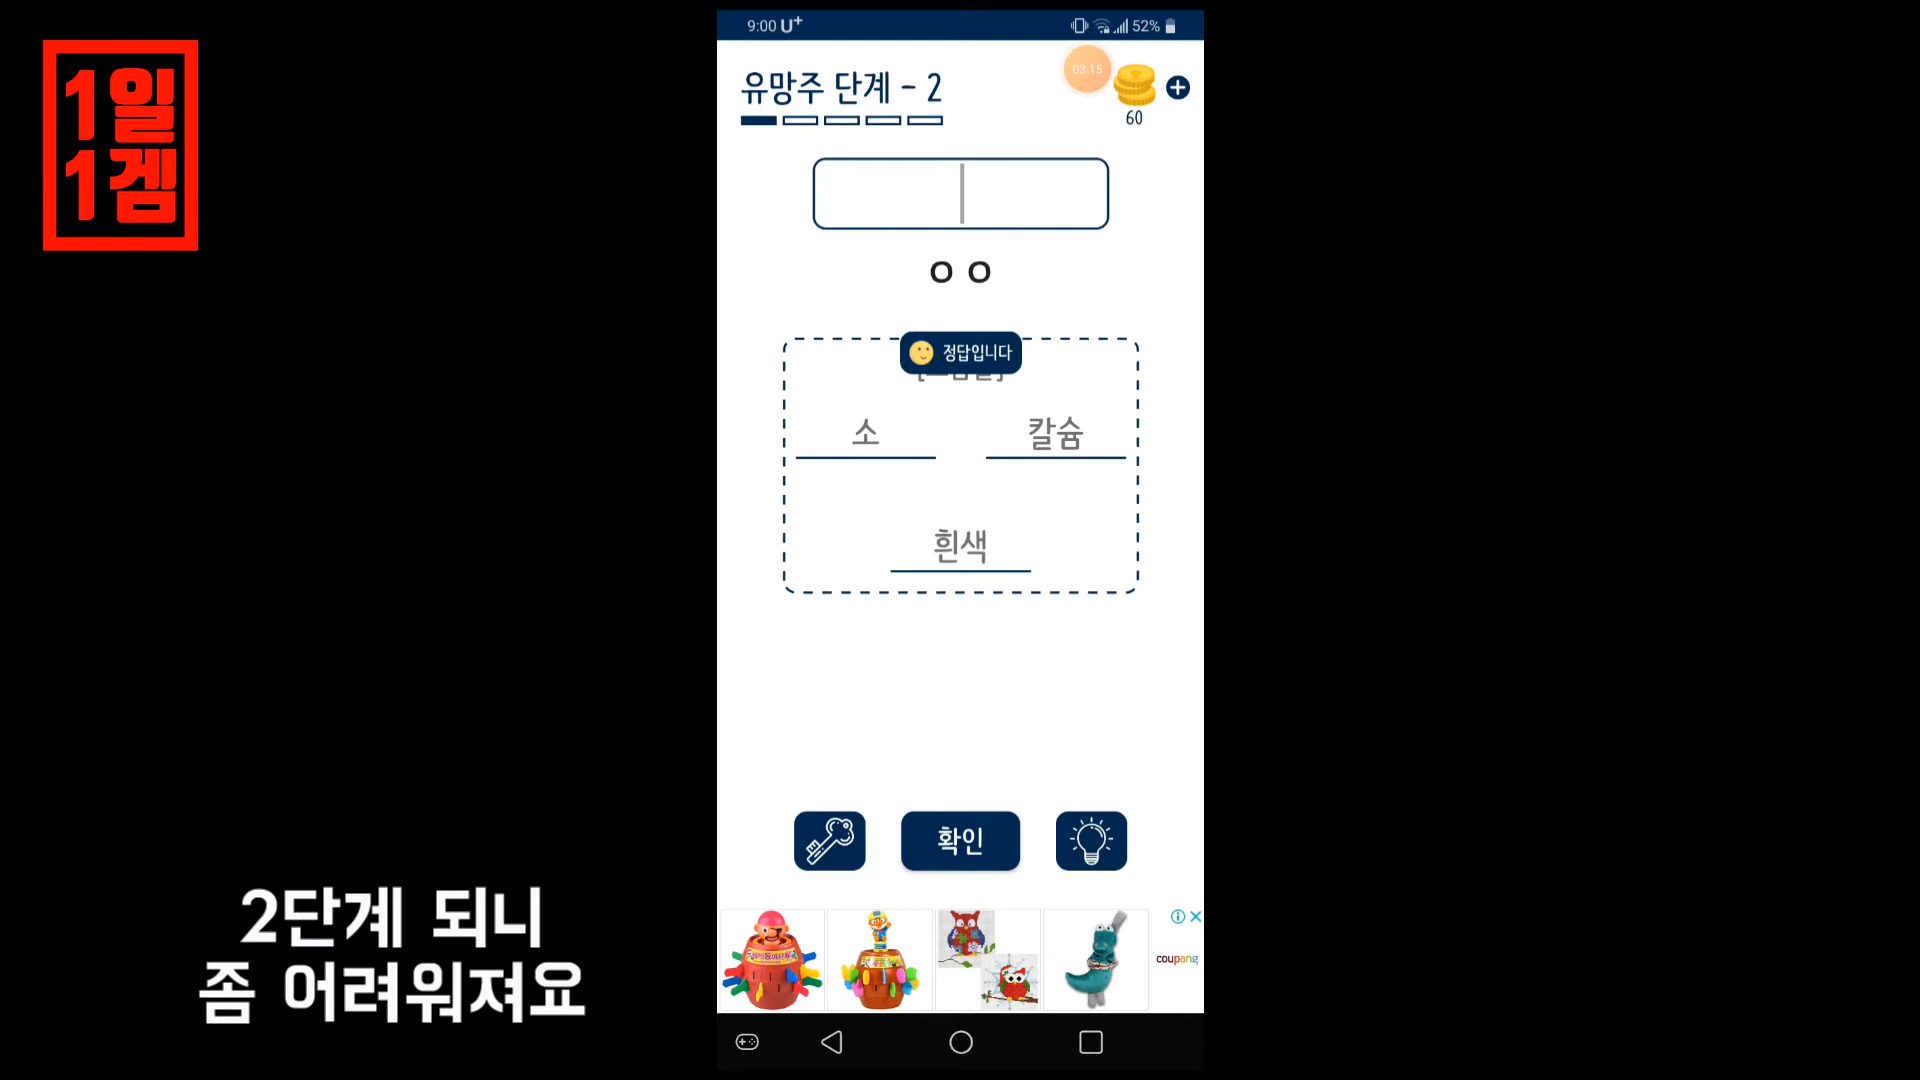 1일
1겜
9:00 U+
52%
유망주 단계 - 2
03:15
60
ㅇㅇ
정답입니다
소
칼슘
흰색
확인
coupang
2단계 되니
좀 어려워져요